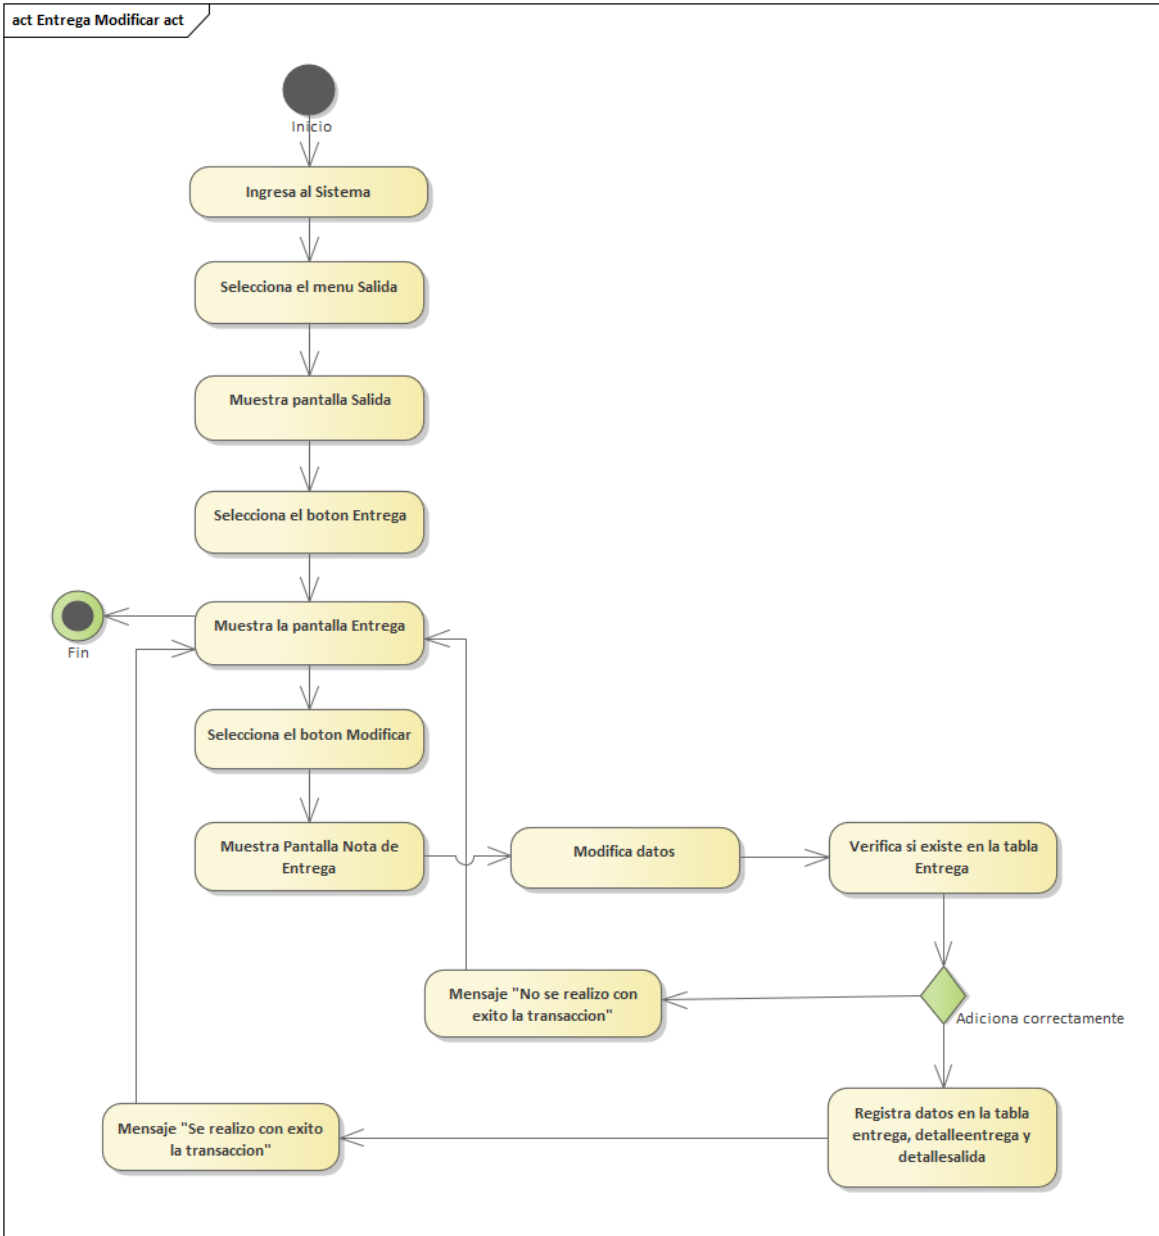 act Entrega Modificar act
Inicio
Ingresa al Sistema
Selecciona el menu Salida
Muestra pantalla Salida
Selecciona el boton Entrega
Muestra la pantalla Entrega
Fin
Selecciona el boton Modificar
Muestra Pantalla Nota de
Entrega
Modifica datos
Verifica si existe en la tabla
Entrega
Mensaje "No se realizo con
exito la transaccion"
Adiciona correctamente
Registra datos en la tabla
entrega, detalleentrega y
detallesalida
Mensaje "Se realizo con exito
la transaccion"